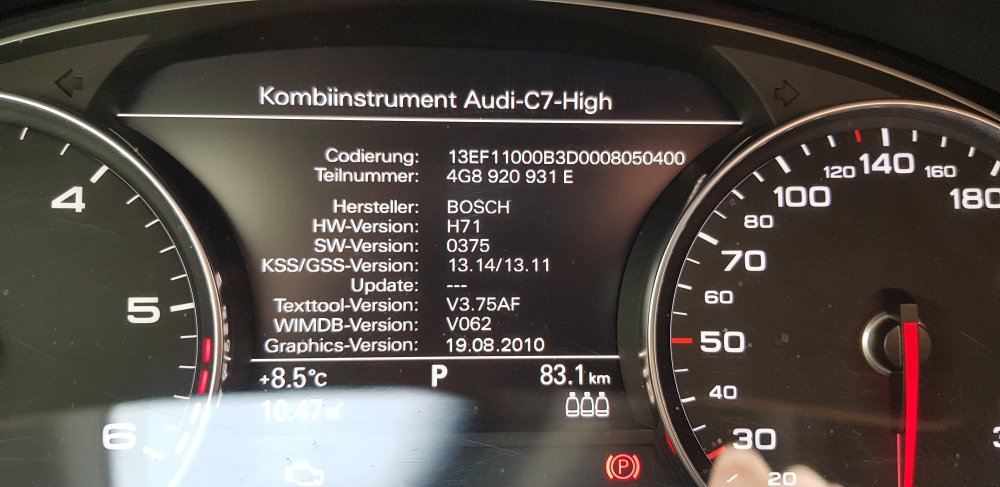 Kombiinstrument Audi-C7-High
Codierung: 13EF11000B3D0008050400
Teilnummer: 4G8 920 931 E
Hersteller: BOSCH
HW-Version: H71
SW-Version: 0375
KSS/GSS-Version: 13.14/13.11
Update: ---
Texttool-Version: V3.75AF
WIMDB-Version: V062
Graphics-Version: 19.08.2010
+8.5°C P 83.1 km
10:47
4
5
6
20
30
40
50
60
70
80
100
120
140
160
180
P